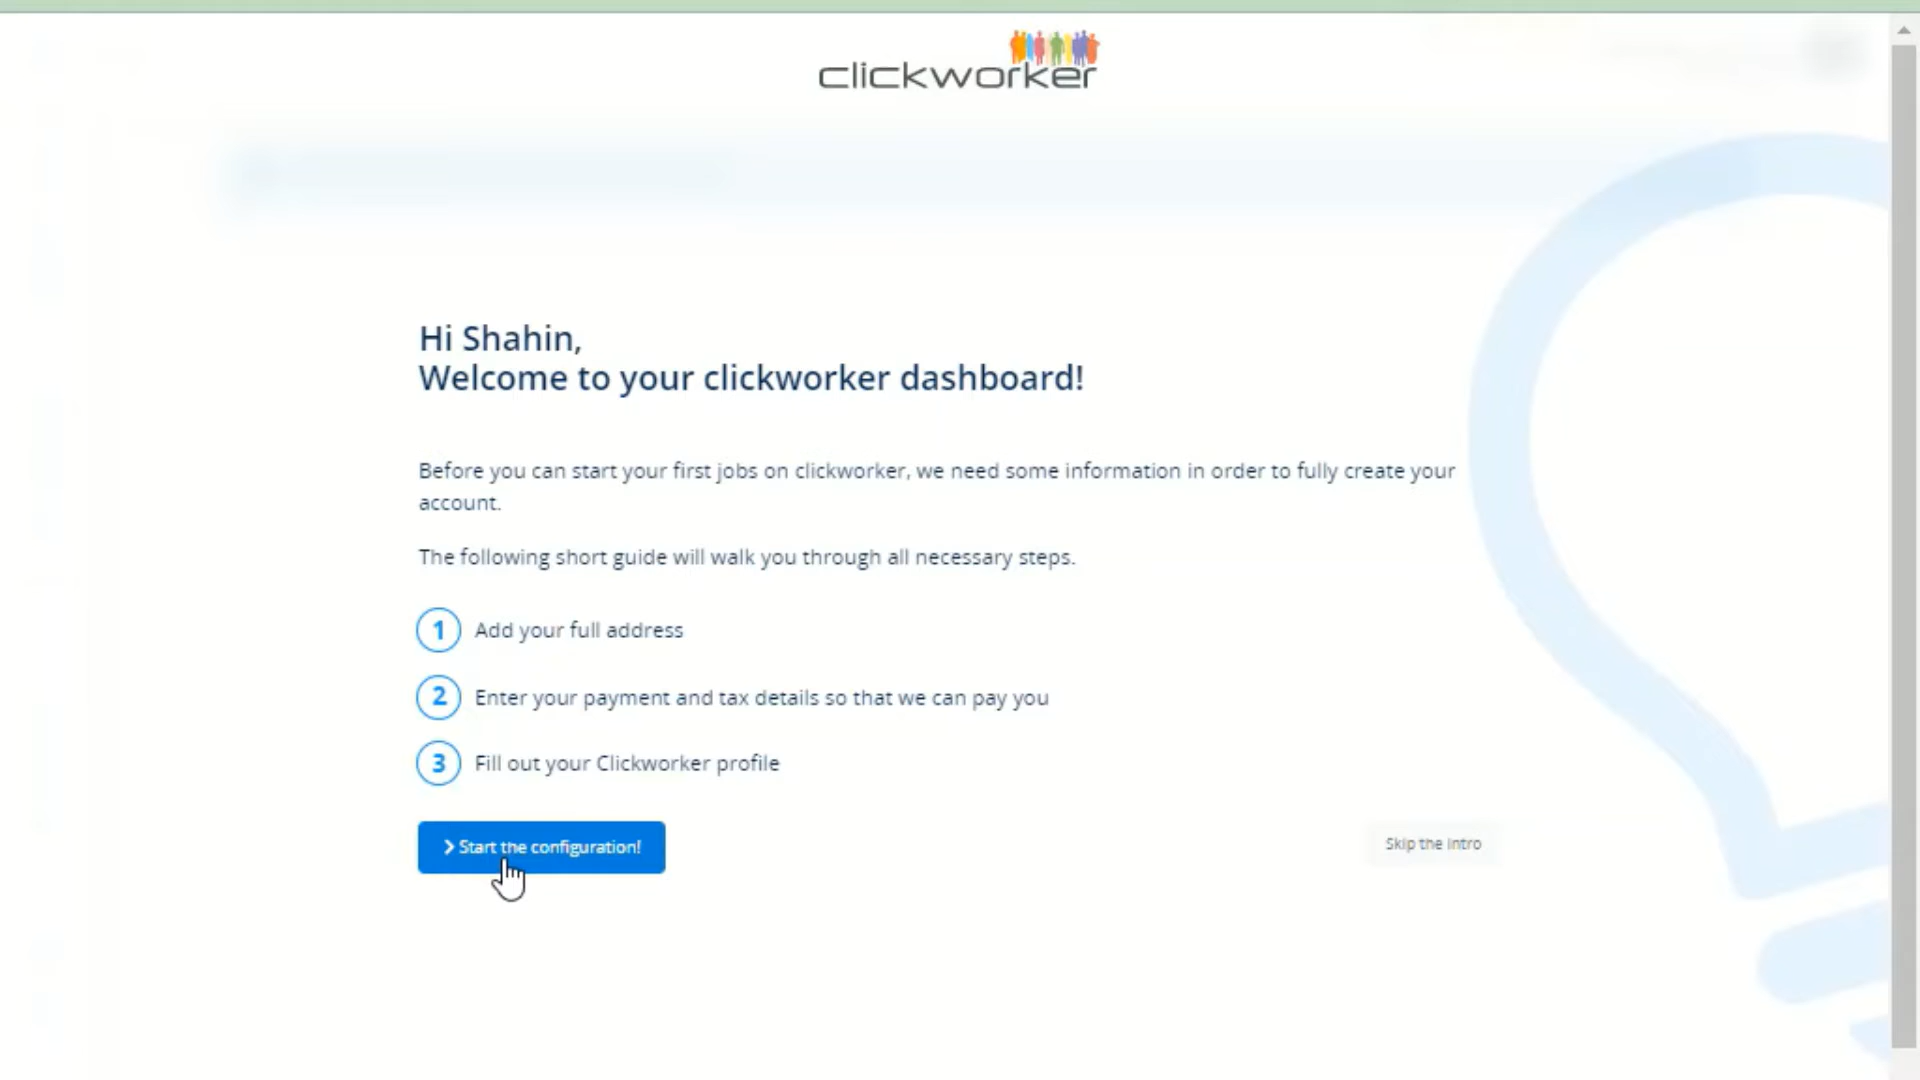 clickworker
Hi Shahin,
Welcome to your clickworker dashboard!
Before you can start your first jobs on clickworker, we need some information in order to fully create your
account.
The following short guide will walk you through all necessary steps.
1 Add your full address
2 Enter your payment and tax details so that we can pay you
3 Fill out your Clickworker profile
Start the configuration!
Skip the intro